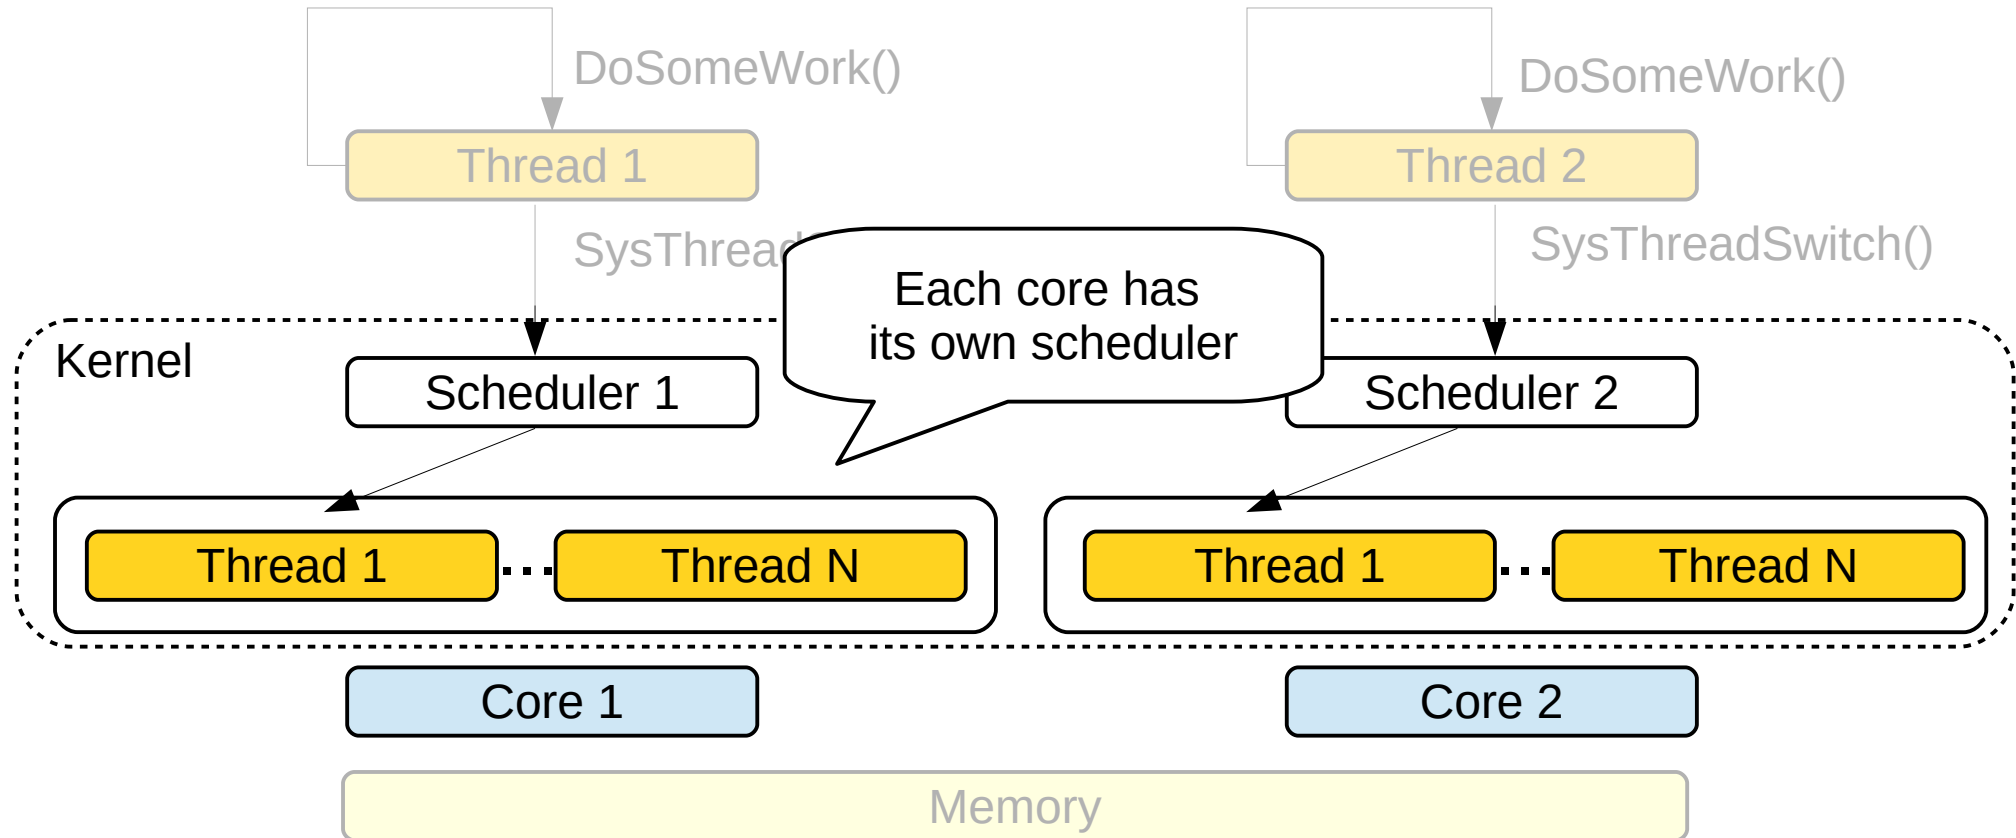 DoSomeWork()
DoSomeWork()
Thread 1
Thread 2
SysThread
SysThreadSwitch()
Each core has
its own scheduler
Kernel
Scheduler 1
Scheduler 2
Thread 1
Thread N
Thread 1
Thread N
Core 1
Core 2
Memory